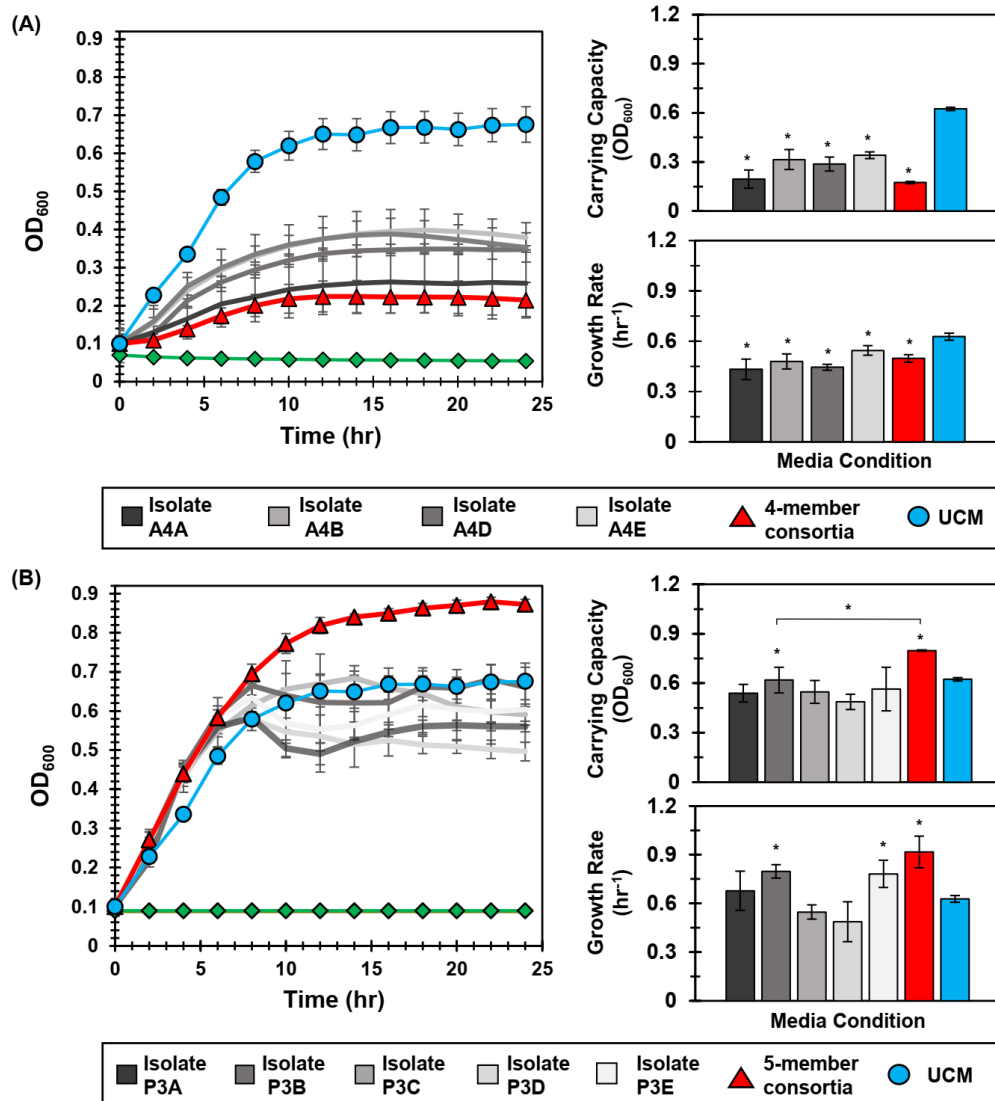 (A)
0.9
0.8
0.7
0.6
0.5
0.4
0.3
0.2
0.1
0
OD600
0 5 10 15 20 25
Time (hr)
1.2
0.9
0.6
0.3
0
Carrying Capacity
(OD600)
* * * * *
1.2
0.9
0.6
0.3
0
Growth Rate
(hr-1)
* * * * *
Media Condition
Isolate
A4A
Isolate
A4B
Isolate
A4D
Isolate
A4E
4-member
consortia
UCM
(B)
0.9
0.8
0.7
0.6
0.5
0.4
0.3
0.2
0.1
0
OD600
0 5 10 15 20 25
Time (hr)
1.2
0.9
0.6
0.3
0
Carrying Capacity
(OD600)
*
* *
1.2
0.9
0.6
0.3
0
Growth Rate
(hr-1)
* * *
Media Condition
Isolate
P3A
Isolate
P3B
Isolate
P3C
Isolate
P3D
Isolate
P3E
5-member
consortia
UCM